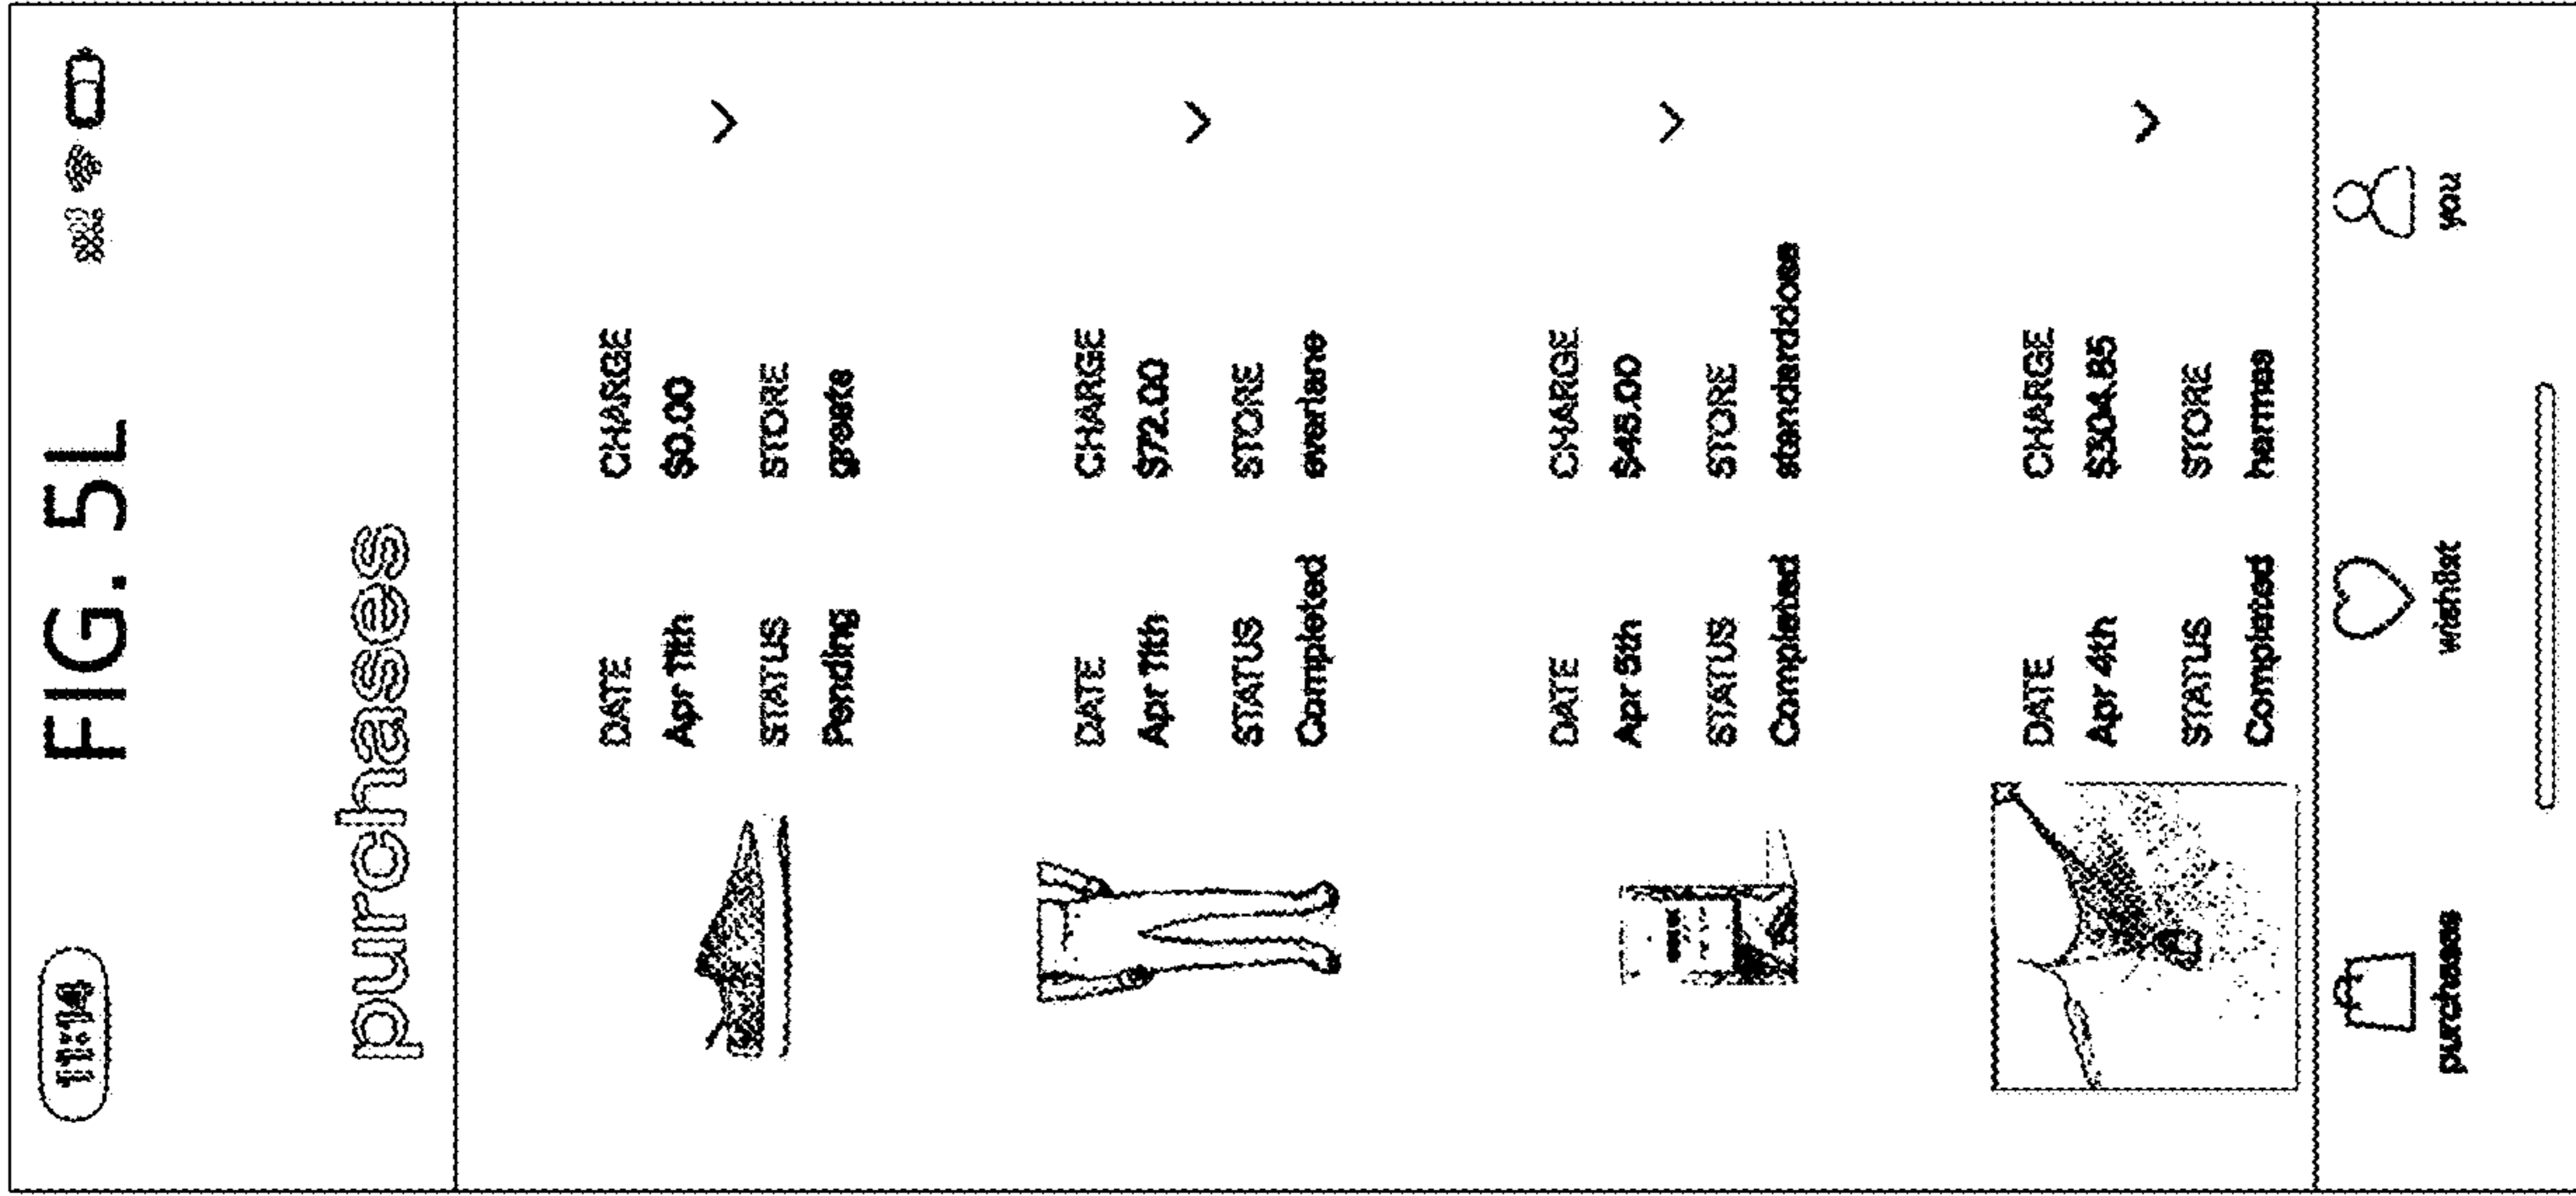 FIG. 5L
11:14
purchases
DATE CHARGE
Apr 11th $0.00
STATUS STORE
Pending greats
DATE CHARGE
Apr 11th $72.00
STATUS STORE
Completed everlane
DATE CHARGE
Apr 5th $45.00
STATUS STORE
Completed standarddose
DATE CHARGE
Apr 4th $304.85
STATUS STORE
Completed hermes
purchases wishlist you